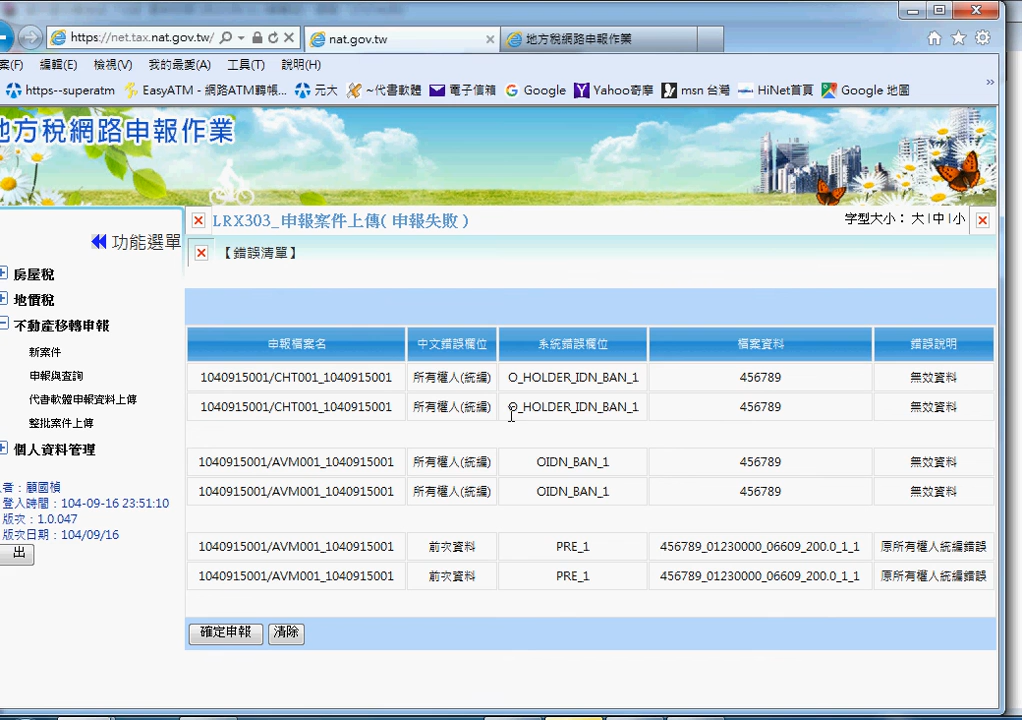 https://net.tax.nat.gov.tw/
nat.gov.tw
地方稅網路申報作業
案(F) 編輯(E) 檢視(V) 我的最愛(A) 工具(T) 說明(H)
https--superatm EasyATM - 網路ATM轉帳... 元大 ~代書軟體 電子信箱 Google Yahoo奇摩 msn 台灣 HiNet首頁 Google 地圖
地方稅網路申報作業
LRX303_申報案件上傳( 申報失敗 )
字型大小： 大 | 中 | 小
功能選單
【錯誤清單】
房屋稅
地價稅
不動產移轉申報
新案件
申報與查詢
代書軟體申報資料上傳
整批案件上傳
個人資料管理
者：顧國楨
登入時間：104-09-16 23:51:10
版次：1.0.047
版次日期：104/09/16
出
申報檔案名 中文錯誤欄位 系統錯誤欄位 檔案資料 錯誤說明
1040915001/CHT001_1040915001 所有權人(統編) O_HOLDER_IDN_BAN_1 456789 無效資料
1040915001/CHT001_1040915001 所有權人(統編) O_HOLDER_IDN_BAN_1 456789 無效資料
1040915001/AVM001_1040915001 所有權人(統編) OIDN_BAN_1 456789 無效資料
1040915001/AVM001_1040915001 所有權人(統編) OIDN_BAN_1 456789 無效資料
1040915001/AVM001_1040915001 前次資料 PRE_1 456789_01230000_06609_200.0_1_1 原所有權人統編錯誤
1040915001/AVM001_1040915001 前次資料 PRE_1 456789_01230000_06609_200.0_1_1 原所有權人統編錯誤
確定申報 清除